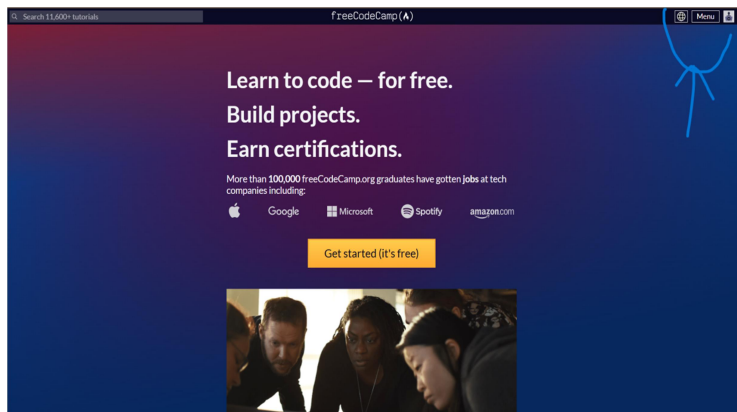 Search 11,600+ tutorials
freeCodeCamp(🔥)
Menu
Learn to code — for free.
Build projects.
Earn certifications.
More than 100,000 freeCodeCamp.org graduates have gotten jobs at tech
companies including:
Google
Microsoft
Spotify
amazon.com
Get started (it's free)